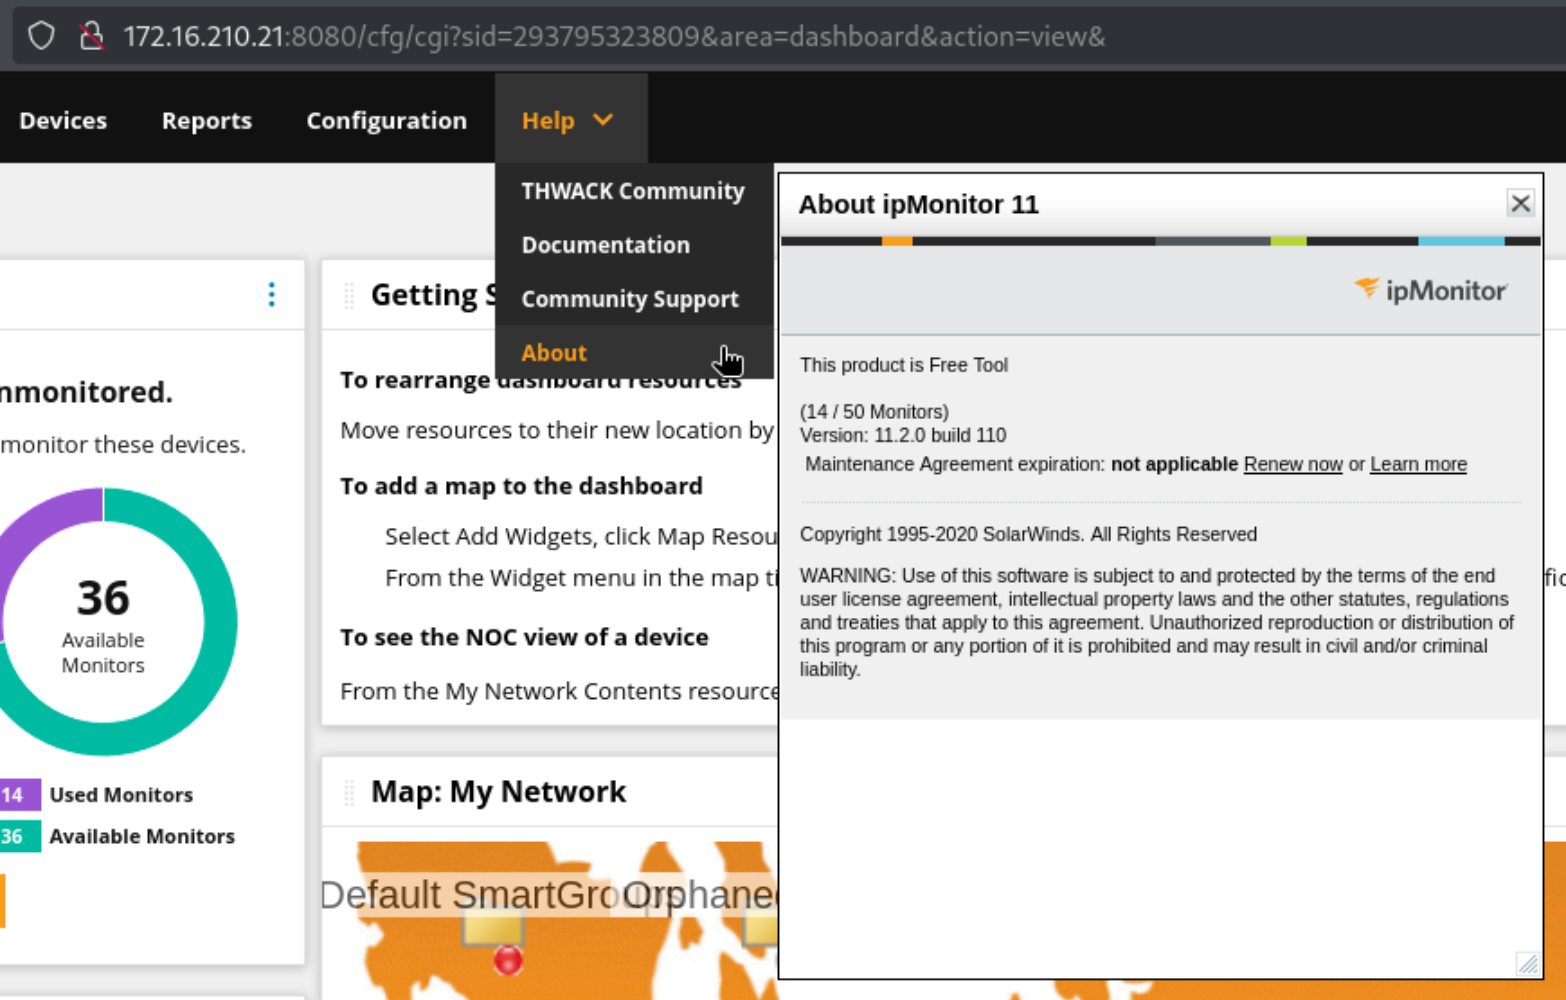 172.16.210.21:8080/cfg/cgi?sid=293795323809&area=dashboard&action=view&
Devices
Reports
Configuration
Help
THWACK Community
Documentation
Community Support
About
nmonitored.
monitor these devices.
36
Available
Monitors
14 Used Monitors
36 Available Monitors
Getting S
To rearrange dashboard resources
Move resources to their new location by
To add a map to the dashboard
Select Add Widgets, click Map Resou
From the Widget menu in the map ti
To see the NOC view of a device
From the My Network Contents resource
Map: My Network
Default SmartGro
Orphaned
About ipMonitor 11
ipMonitor
This product is Free Tool
(14 / 50 Monitors)
Version: 11.2.0 build 110
Maintenance Agreement expiration: not applicable Renew now or Learn more
Copyright 1995-2020 SolarWinds. All Rights Reserved
WARNING: Use of this software is subject to and protected by the terms of the end
user license agreement, intellectual property laws and the other statutes, regulations
and treaties that apply to this agreement. Unauthorized reproduction or distribution of
this program or any portion of it is prohibited and may result in civil and/or criminal
liability.